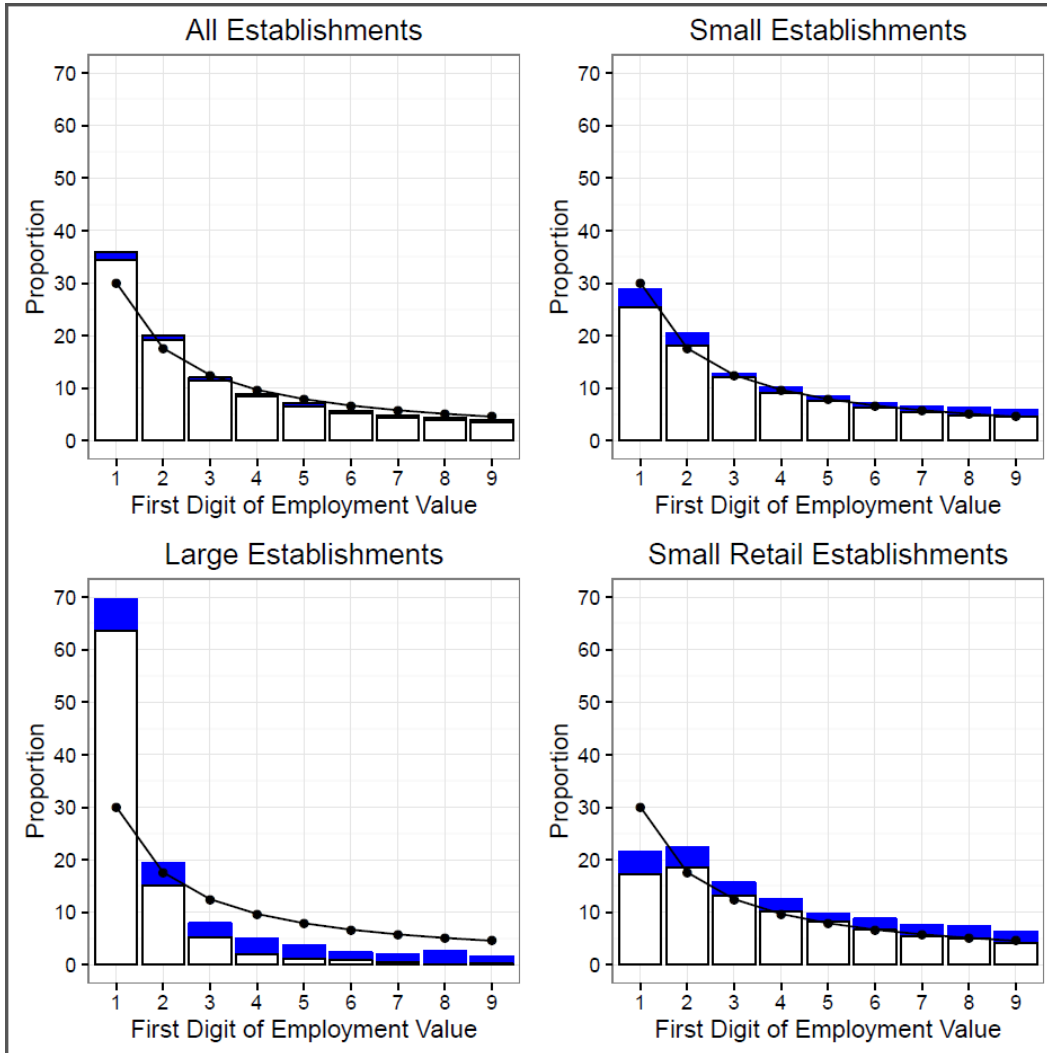 All Establishments
Proportion
70
60
50
40
30
20
10
0
1 2 3 4 5 6 7 8 9
First Digit of Employment Value
Small Establishments
Proportion
70
60
50
40
30
20
10
0
1 2 3 4 5 6 7 8 9
First Digit of Employment Value
Large Establishments
Proportion
70
60
50
40
30
20
10
0
1 2 3 4 5 6 7 8 9
First Digit of Employment Value
Small Retail Establishments
Proportion
70
60
50
40
30
20
10
0
1 2 3 4 5 6 7 8 9
First Digit of Employment Value